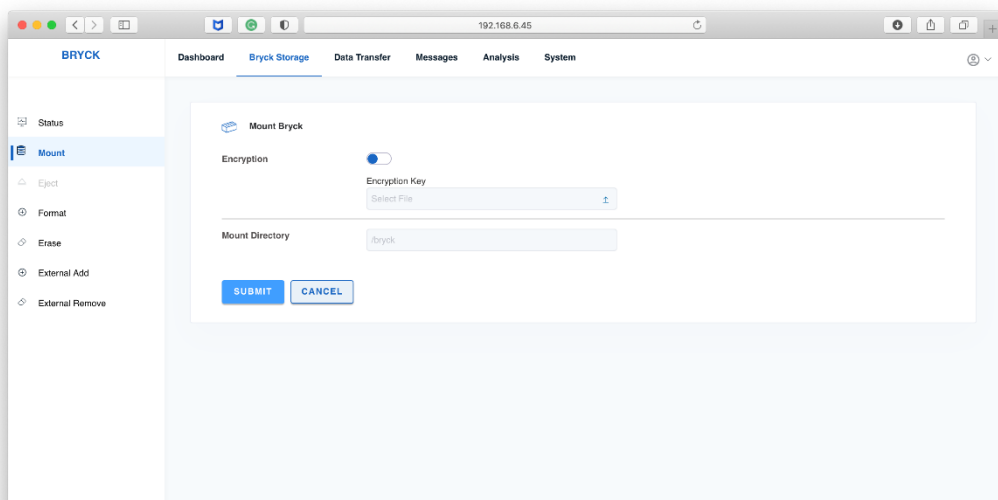 192.168.6.45
BRYCK
Dashboard Bryck Storage Data Transfer Messages Analysis System
Status
Mount
Eject
Format
Erase
External Add
External Remove
Mount Bryck
Encryption
Encryption Key
Select File
Mount Directory
/bryck
SUBMIT CANCEL